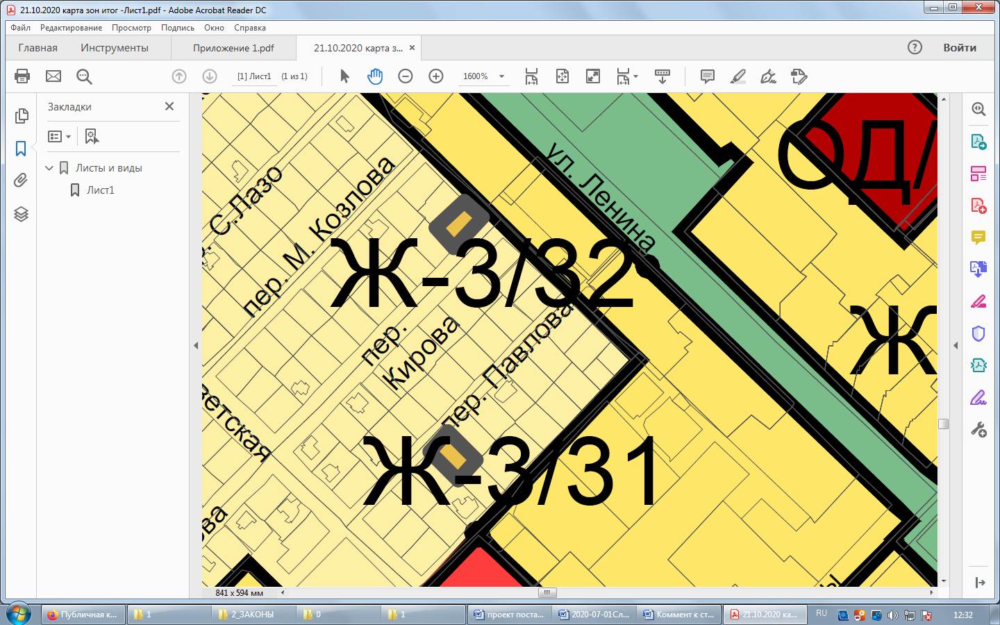 21.10.2020 карта зон итог -Лист1.pdf - Adobe Acrobat Reader DC
Файл Редактирование Просмотр Подпись Окно Справка
Главная Инструменты Приложение 1.pdf 21.10.2020 карта з... × Войти
[1] Лист1 (1 из 1) 1600%
Закладки
Листы и виды
Лист1
ОД/
ул. Ленина
С.Лазо
пер. М. Козлова
Ж-3/32
Ж
пер.
Кирова
пер. Павлова
ветская
Ж-3/31
ва
ы
841 x 594 мм
Публичная к... 1 2_ЗАКОНЫ 0 1 проект поста... 2020-07-01Сл... Коммент к ст... 21.10.2020 ка... RU 12:32